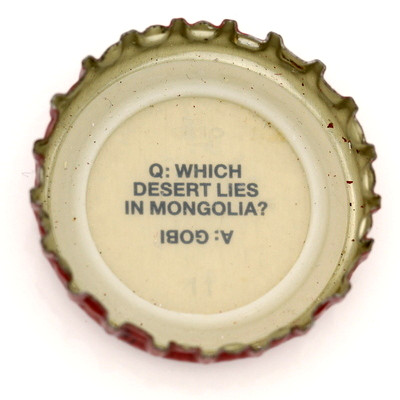 Q: WHICH
DESERT LIES
IN MONGOLIA?
A: GOBI